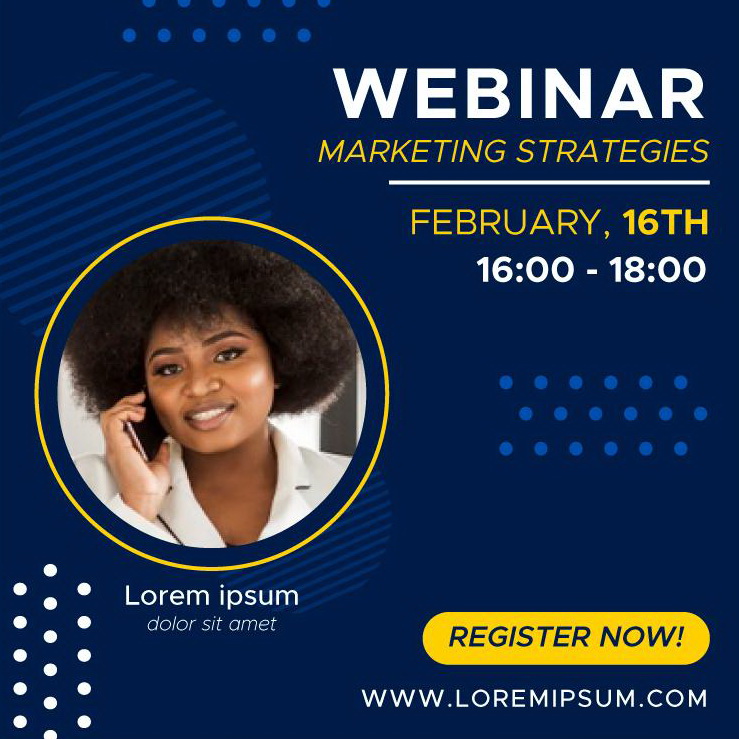 WEBINAR
MARKETING STRATEGIES
FEBRUARY, 16TH
16:00 - 18:00
Lorem ipsum
dolor sit amet
REGISTER NOW!
WWW.LOREMIPSUM.COM